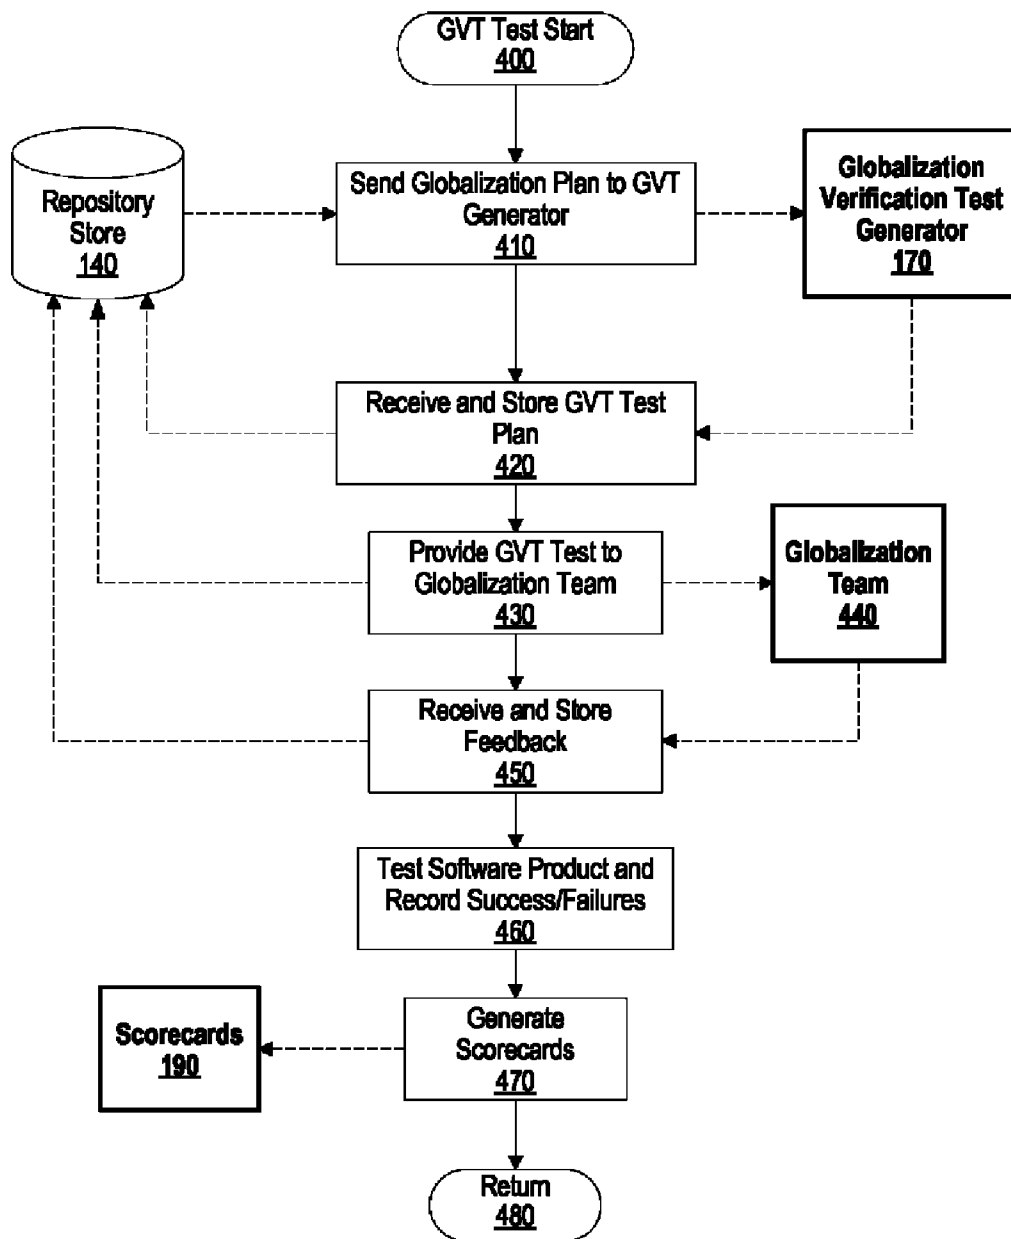 GVT Test Start
400
Repository
Store
140
Send Globalization Plan to GVT
Generator
410
Globalization
Verification Test
Generator
170
Receive and Store GVT Test
Plan
420
Provide GVT Test to
Globalization Team
430
Globalization
Team
440
Receive and Store
Feedback
450
Test Software Product and
Record Success/Failures
460
Scorecards
190
Generate
Scorecards
470
Return
480